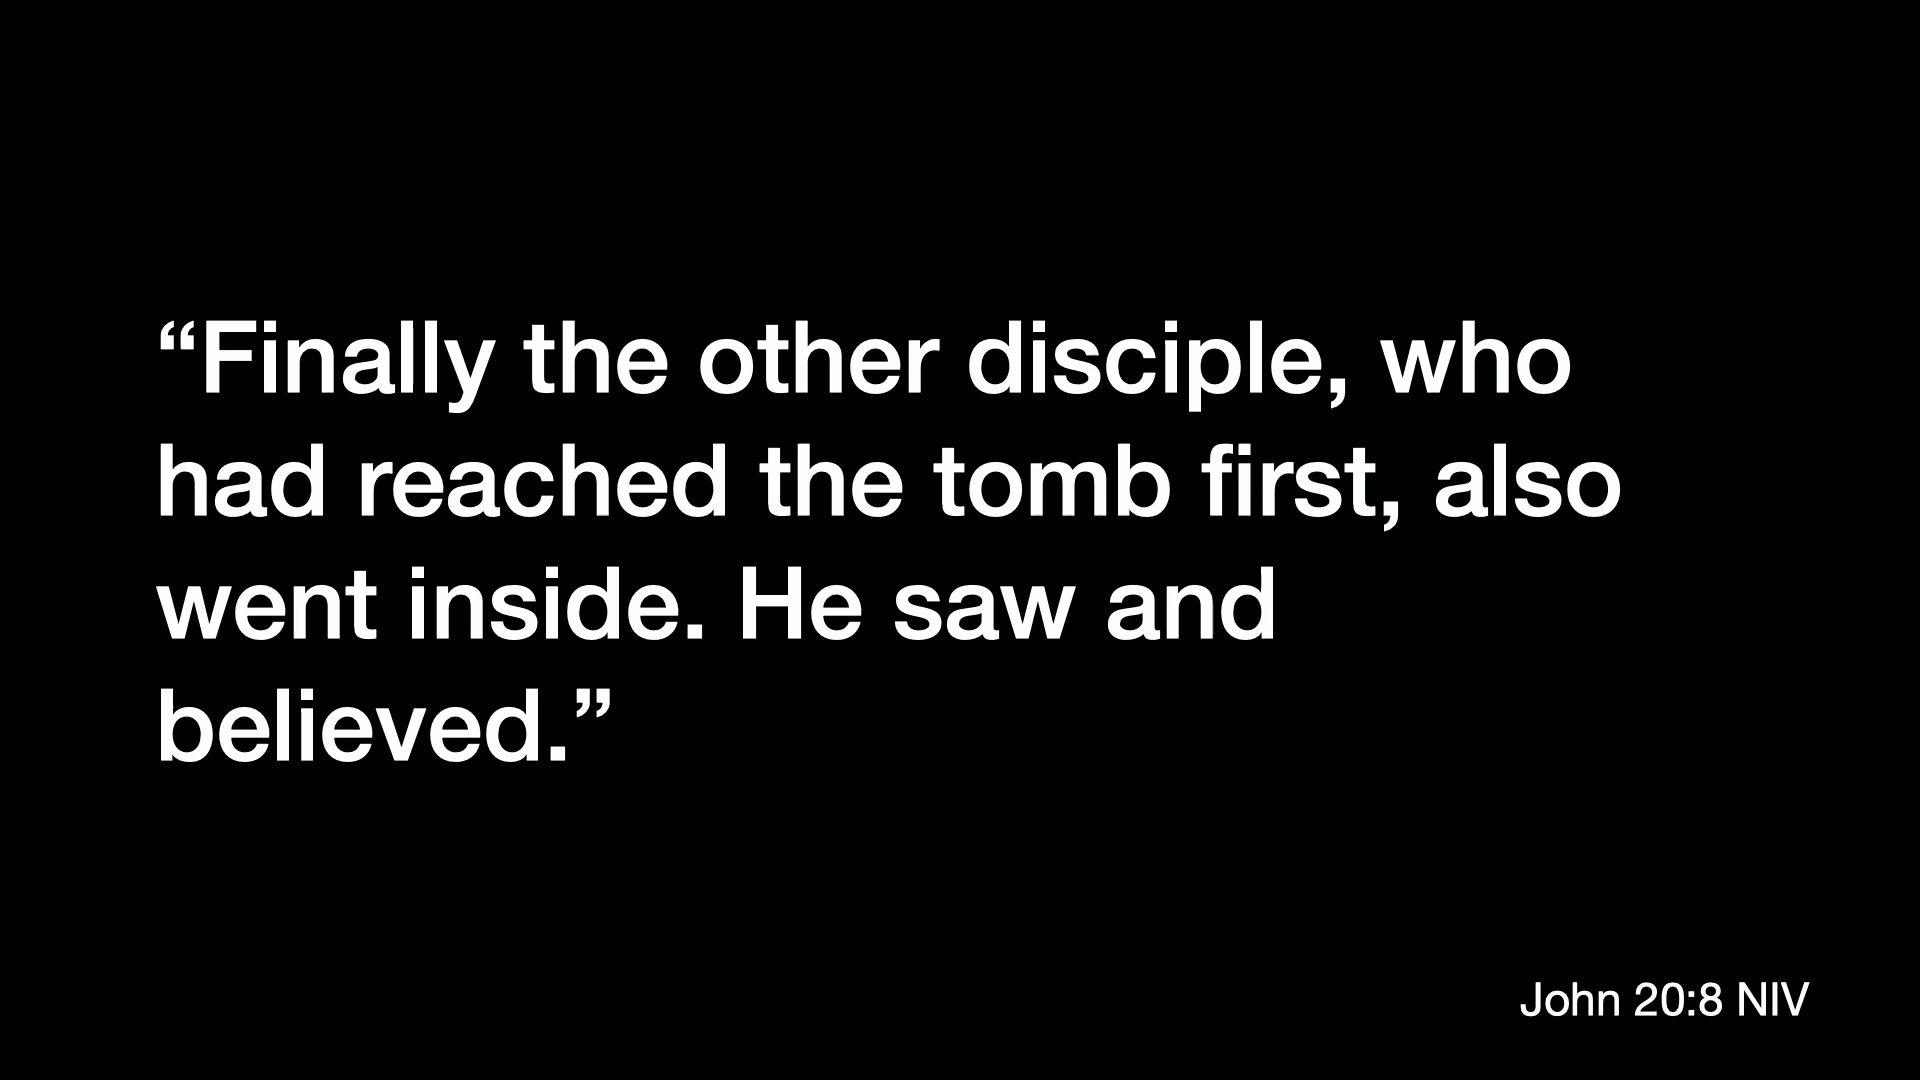 “Finally the other disciple, who
had reached the tomb first, also
went inside. He saw and
believed.”
John 20:8 NIV